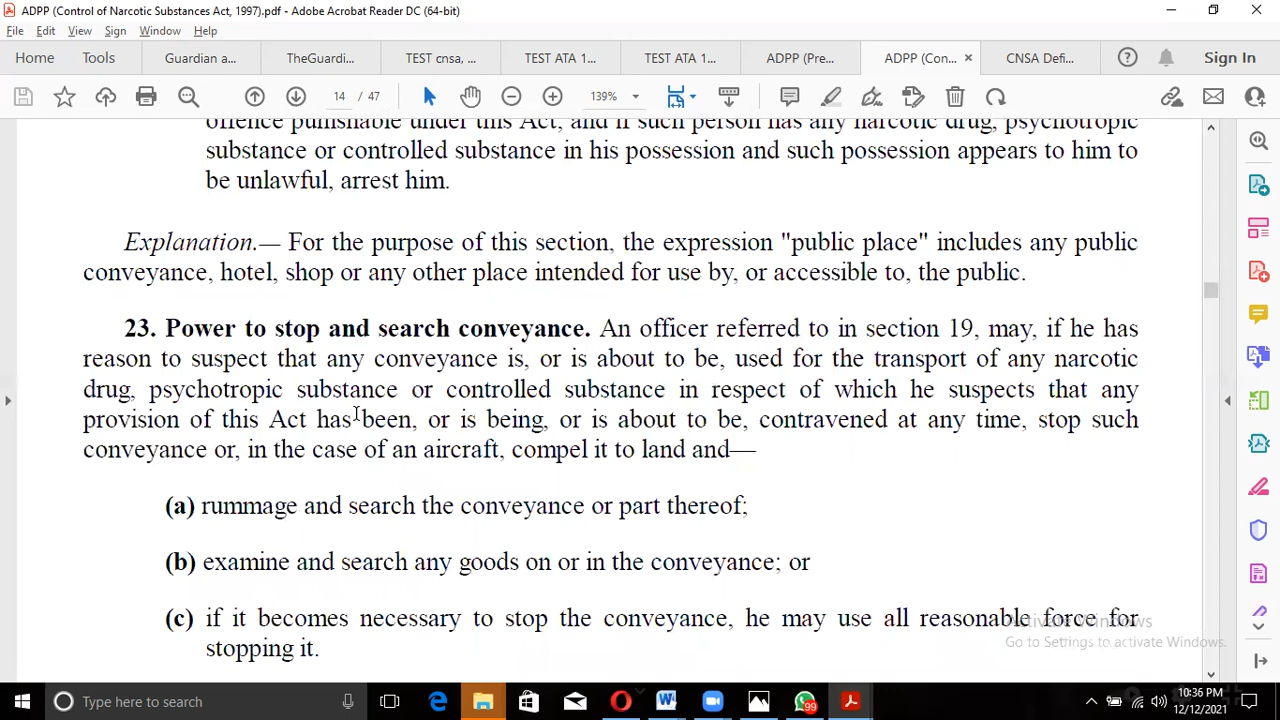 ADPP (Control of Narcotic Substances Act, 1997).pdf - Adobe Acrobat Reader DC (64-bit)
File Edit View Sign Window Help
Home Tools Guardian a... TheGuardi... TEST cnsa, ... TEST ATA 1... TEST ATA 1... ADPP (Pre... ADPP (Con... CNSA Defi... Sign In
14 / 47 139%
offence punishable under this Act, and if such person has any narcotic drug, psychotropic
substance or controlled substance in his possession and such possession appears to him to
be unlawful, arrest him.
Explanation.— For the purpose of this section, the expression "public place" includes any public
conveyance, hotel, shop or any other place intended for use by, or accessible to, the public.
23. Power to stop and search conveyance. An officer referred to in section 19, may, if he has
reason to suspect that any conveyance is, or is about to be, used for the transport of any narcotic
drug, psychotropic substance or controlled substance in respect of which he suspects that any
provision of this Act has been, or is being, or is about to be, contravened at any time, stop such
conveyance or, in the case of an aircraft, compel it to land and—
(a) rummage and search the conveyance or part thereof;
(b) examine and search any goods on or in the conveyance; or
(c) if it becomes necessary to stop the conveyance, he may use all reasonable force for
stopping it.
Activate Windows
Go to Settings to activate Windows.
Type here to search
99
10:36 PM
12/12/2021